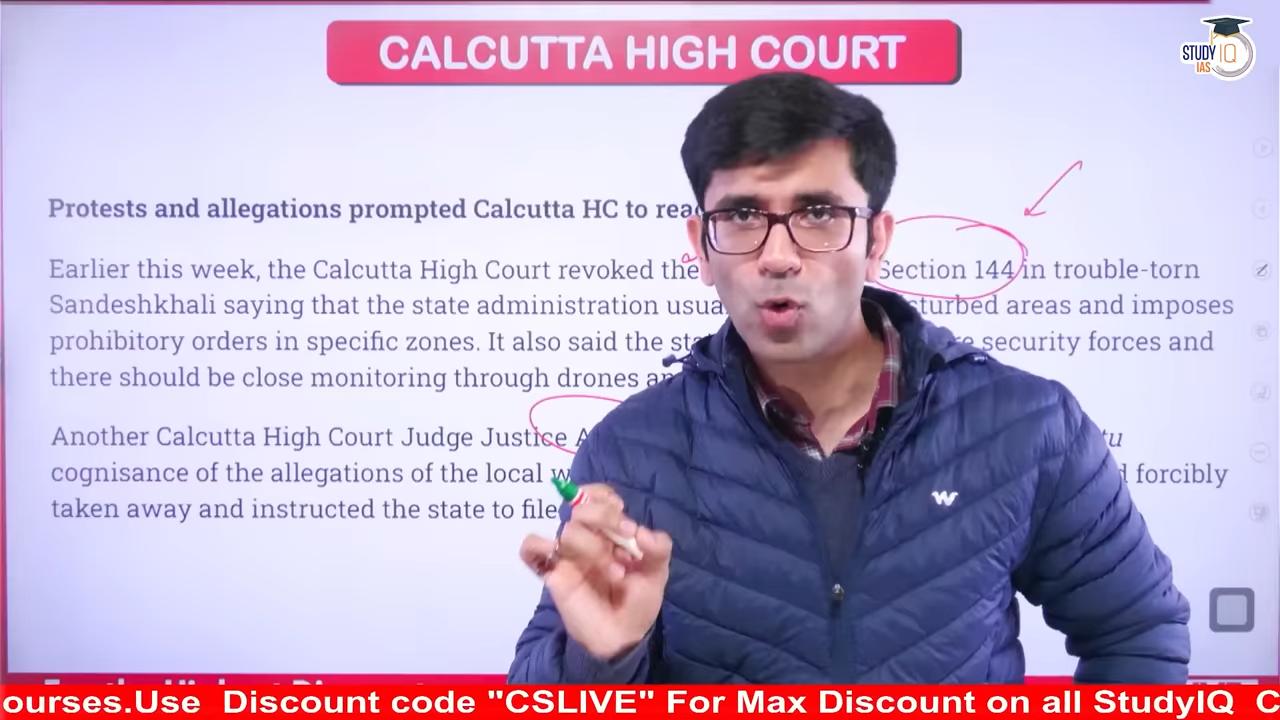 CALCUTTA HIGH COURT
STUDY IQ
IAS
Protests and allegations prompted Calcutta HC to
Earlier this week, the Calcutta High Court revoked the Section 144 in trouble-torn
Sandeshkhali saying that the state administration areas and imposes
prohibitory orders in specific zones. It also said the security forces and
there should be close monitoring through drones
Another Calcutta High Court Judge Justice
cognisance of the allegations of the local forcibly
taken away and instructed the state to file
W
ourses.Use Discount code "CSLIVE" For Max Discount on all StudyIQ C